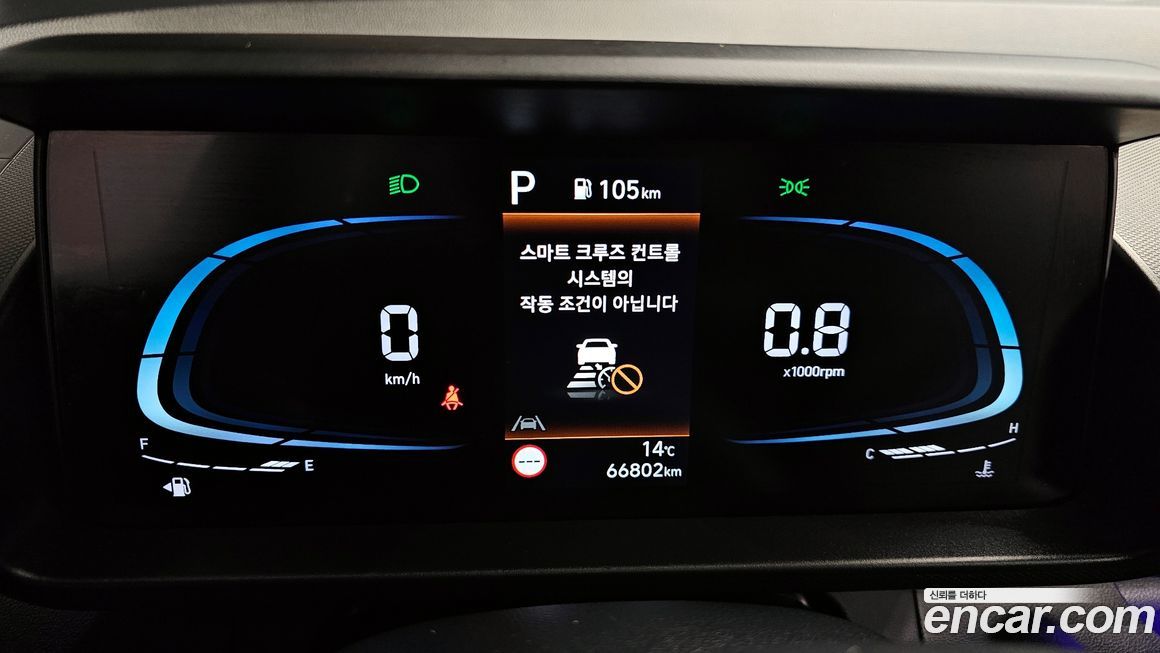 P 105km
스마트 크루즈 컨트롤
시스템의
작동 조건이 아닙니다
0
km/h
0.8
x1000rpm
F
E
C
H
---
14℃
66802km
신뢰를 더하다
encar.com